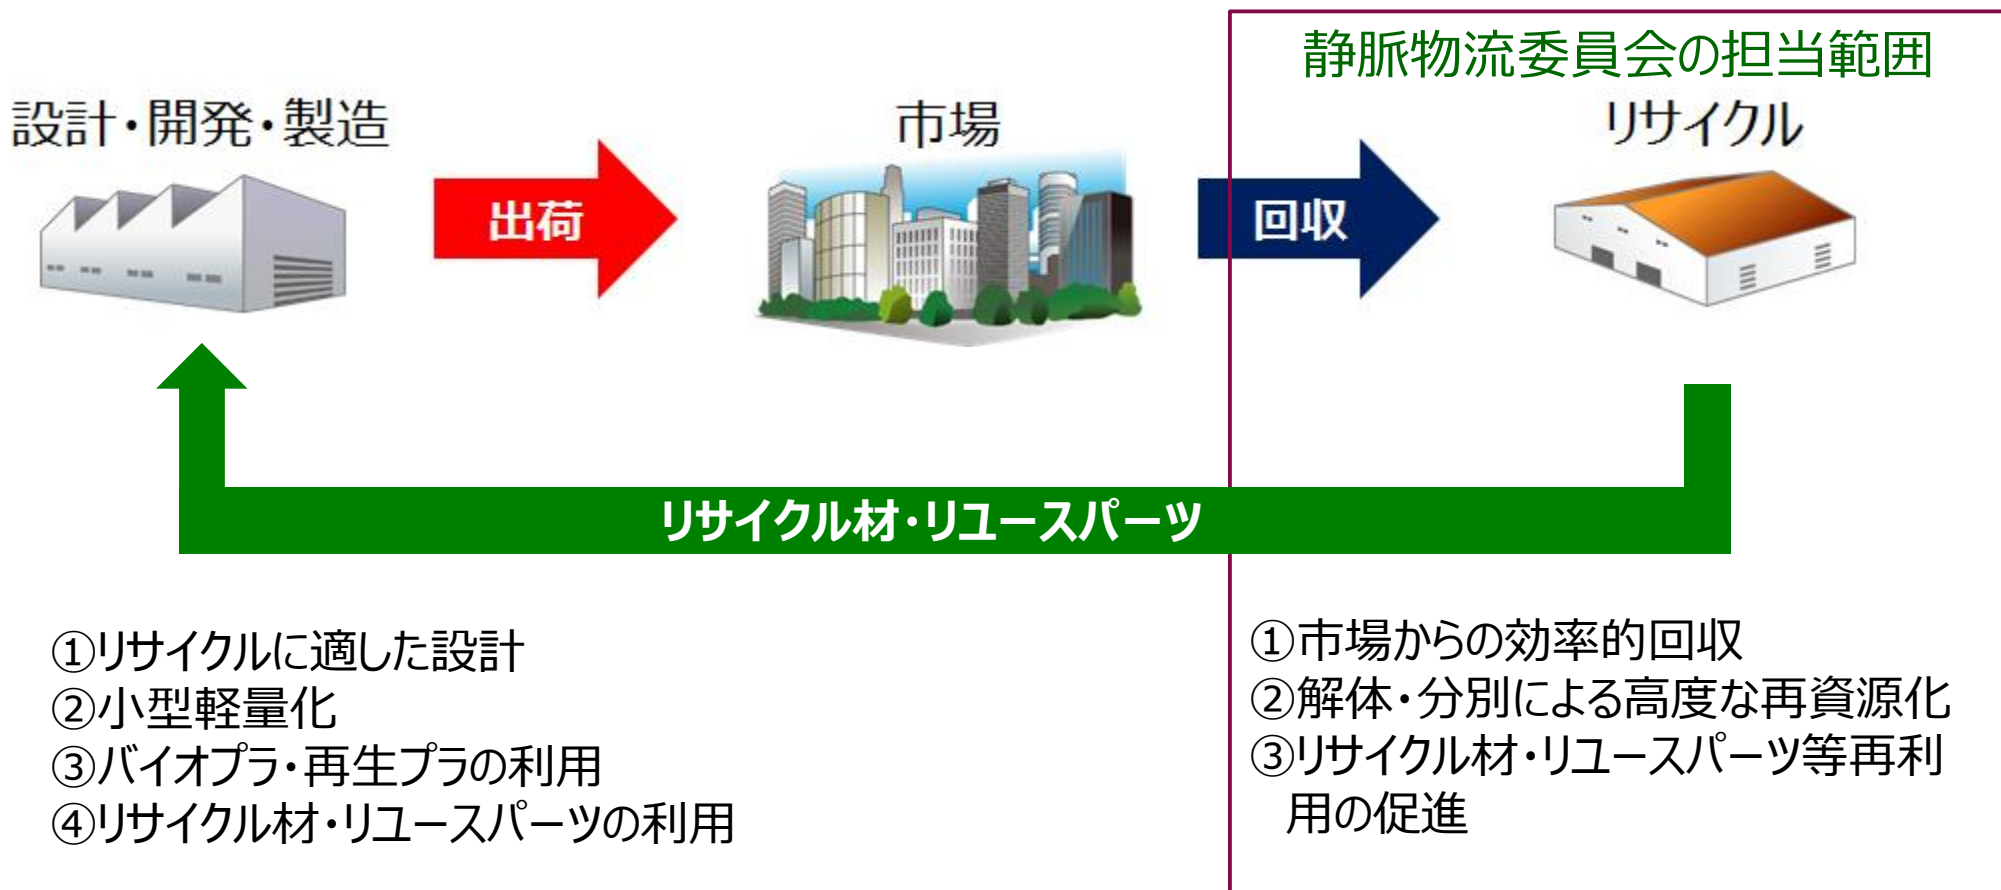 静脈物流委員会の担当範囲
設計・開発・製造
市場
リサイクル
出荷
回収
リサイクル材・リユースパーツ
①リサイクルに適した設計
②小型軽量化
③バイオプラ・再生プラの利用
④リサイクル材・リユースパーツの利用
①市場からの効率的回収
②解体・分別による高度な再資源化
③リサイクル材・リユースパーツ等再利
用の促進